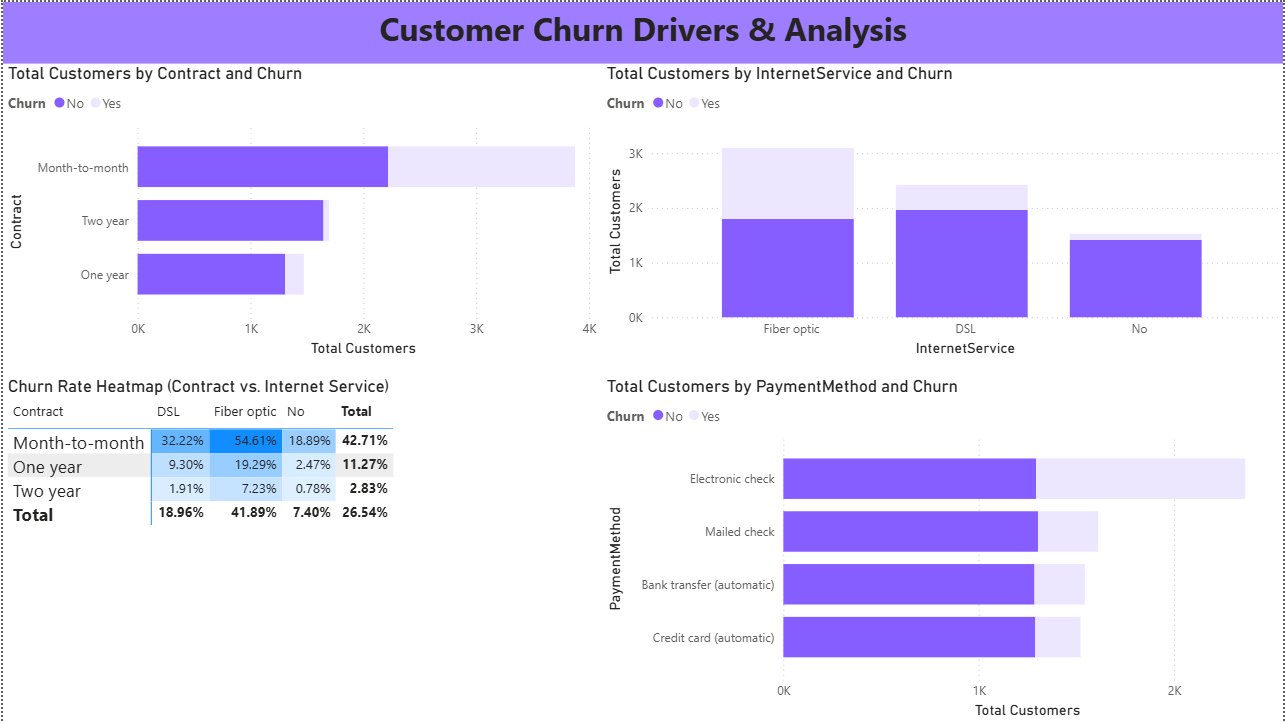 Customer Churn Drivers & Analysis
Total Customers by Contract and Churn
Churn No Yes
Contract
Month-to-month
Two year
One year
0K 1K 2K 3K 4K
Total Customers
Total Customers by InternetService and Churn
Churn No Yes
Total Customers
3K
2K
1K
0K
Fiber optic DSL No
InternetService
Churn Rate Heatmap (Contract vs. Internet Service)
Contract DSL Fiber optic No Total
Month-to-month 32.22% 54.61% 18.89% 42.71%
One year 9.30% 19.29% 2.47% 11.27%
Two year 1.91% 7.23% 0.78% 2.83%
Total 18.96% 41.89% 7.40% 26.54%
Total Customers by PaymentMethod and Churn
Churn No Yes
PaymentMethod
Electronic check
Mailed check
Bank transfer (automatic)
Credit card (automatic)
0K 1K 2K
Total Customers